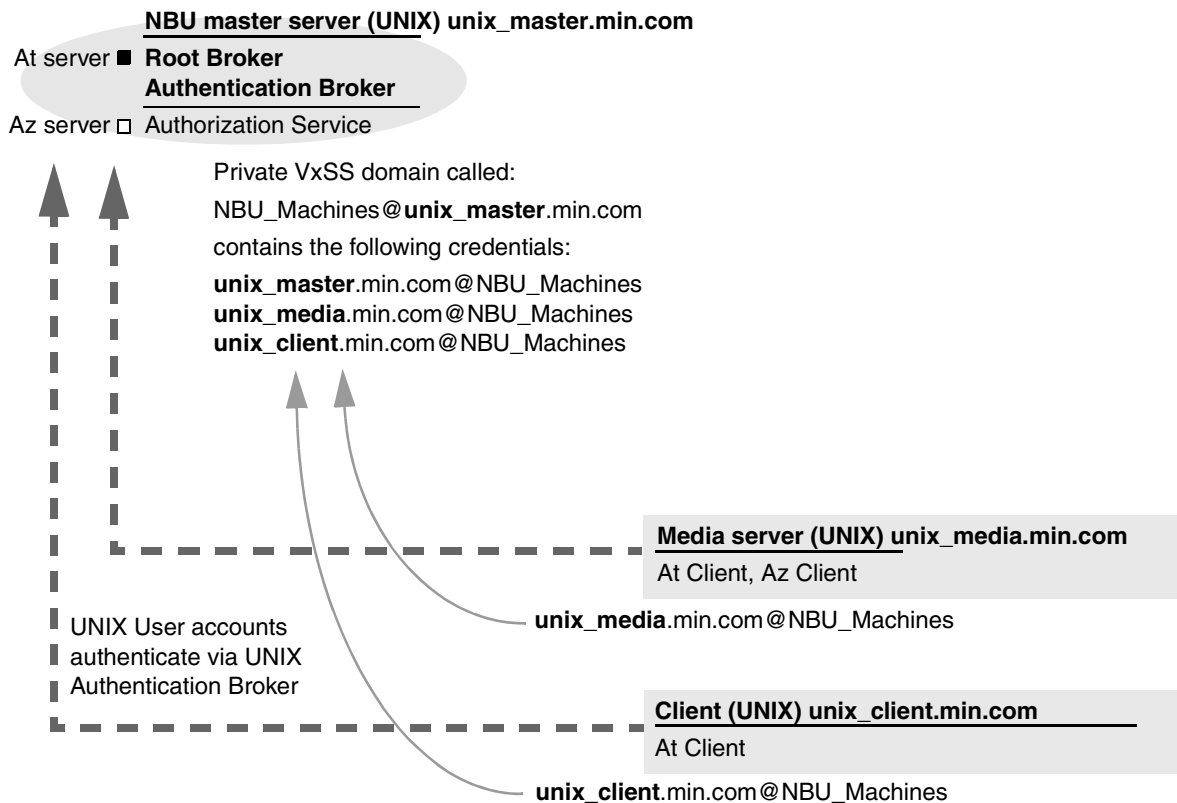 NBU master server (UNIX) unix_master.min.com
At server Root Broker
Authentication Broker
Az server Authorization Service
Private VxSS domain called:
NBU_Machines@unix_master.min.com
contains the following credentials:
unix_master.min.com@NBU_Machines
unix_media.min.com@NBU_Machines
unix_client.min.com@NBU_Machines
Media server (UNIX) unix_media.min.com
At Client, Az Client
unix_media.min.com@NBU_Machines
UNIX User accounts
authenticate via UNIX
Authentication Broker
Client (UNIX) unix_client.min.com
At Client
unix_client.min.com@NBU_Machines